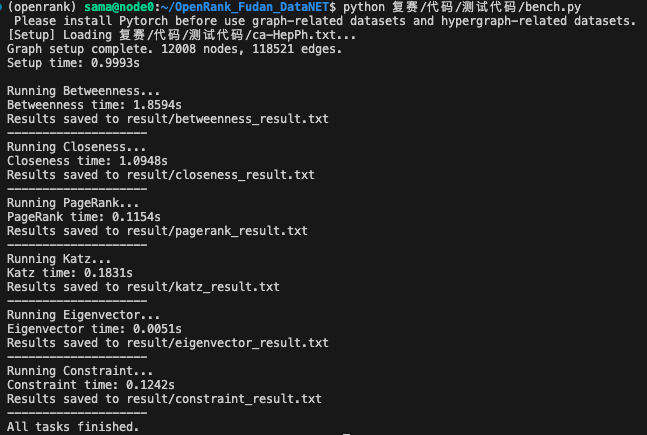 (openrank) sama@node0:~/OpenRank_Fudan_DataNET$ python 复赛/代码/测试代码/bench.py
 Please install Pytorch before use graph-related datasets and hypergraph-related datasets.
[Setup] Loading 复赛/代码/测试代码/ca-HepPh.txt...
Graph setup complete. 12008 nodes, 118521 edges.
Setup time: 0.9993s

Running Betweenness...
Betweenness time: 1.8594s
Results saved to result/betweenness_result.txt
--------------------
Running Closeness...
Closeness time: 1.0948s
Results saved to result/closeness_result.txt
--------------------
Running PageRank...
PageRank time: 0.1154s
Results saved to result/pagerank_result.txt
--------------------
Running Katz...
Katz time: 0.1831s
Results saved to result/katz_result.txt
--------------------
Running Eigenvector...
Eigenvector time: 0.0051s
Results saved to result/eigenvector_result.txt
--------------------
Running Constraint...
Constraint time: 0.1242s
Results saved to result/constraint_result.txt
--------------------
All tasks finished.